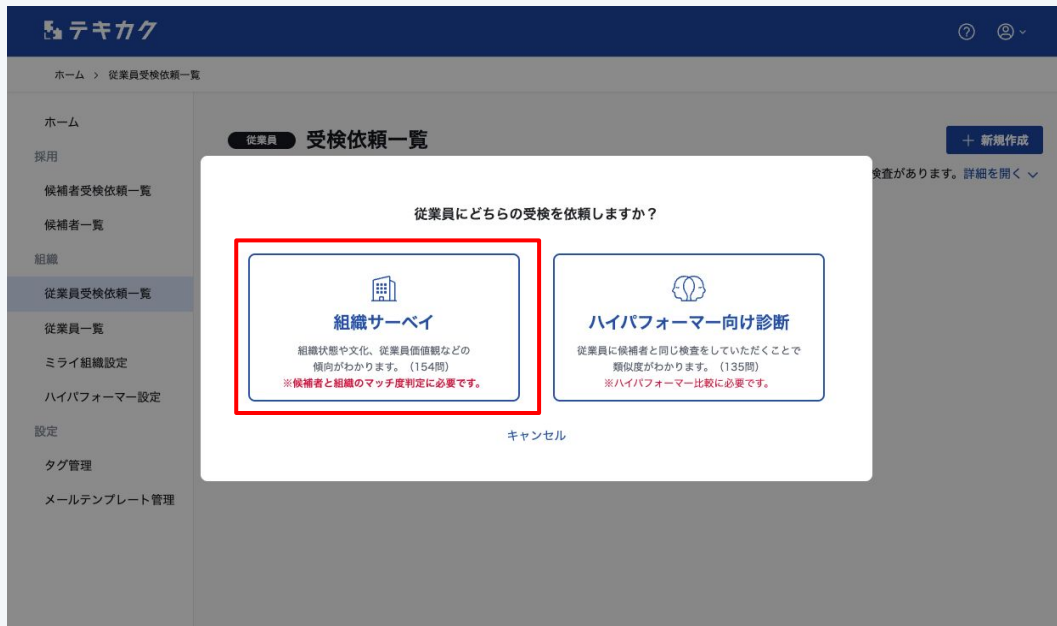 テキカク
ホーム > 従業員受検依頼一覧
ホーム
採用
候補者受検依頼一覧
候補者一覧
組織
従業員受検依頼一覧
従業員一覧
ミライ組織設定
ハイパフォーマー設定
設定
タグ管理
メールテンプレート管理
従業員 受検依頼一覧
+ 新規作成
検査があります。詳細を開く
従業員にどちらの受検を依頼しますか?
組織サーベイ
組織状態や文化、従業員価値観などの
傾向がわかります。(154問)
※候補者と組織のマッチ度判定に必要です。
ハイパフォーマー向け診断
従業員に候補者と同じ検査をしていただくことで
類似度がわかります。(135問)
※ハイパフォーマー比較に必要です。
キャンセル